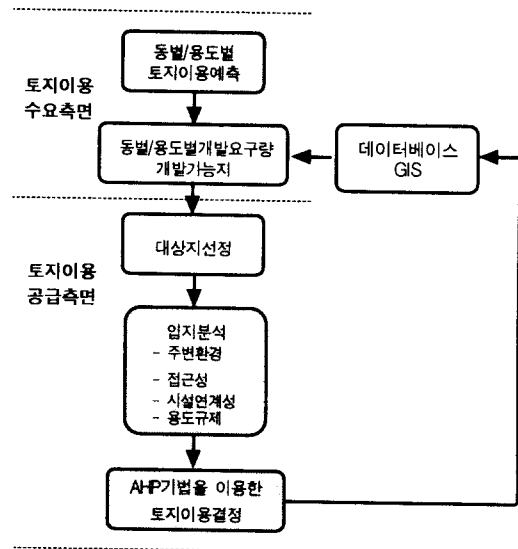 동별/용도별
토지이용예측
토지이용
수요측면
동별/용도별개발요구량
개발가능지
데이터베이스
GIS
대상지선정
토지이용
공급측면
입지분석
- 주변환경
- 접근성
- 시설연계성
- 용도규제
AHP기법을 이용한
토지이용결정